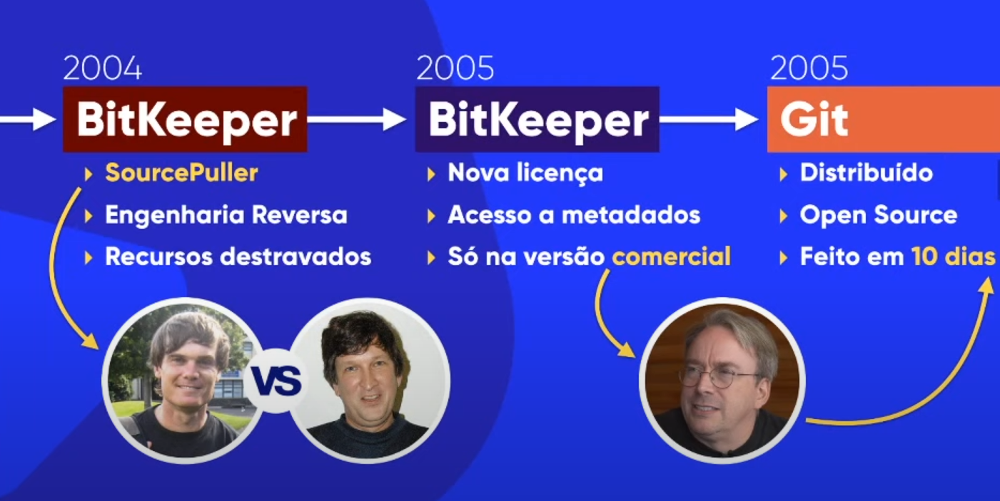 2004
BitKeeper
SourcePuller
Engenharia Reversa
Recursos destravados
VS
2005
BitKeeper
Nova licença
Acesso a metadados
Só na versão comercial
2005
Git
Distribuído
Open Source
Feito em 10 dias